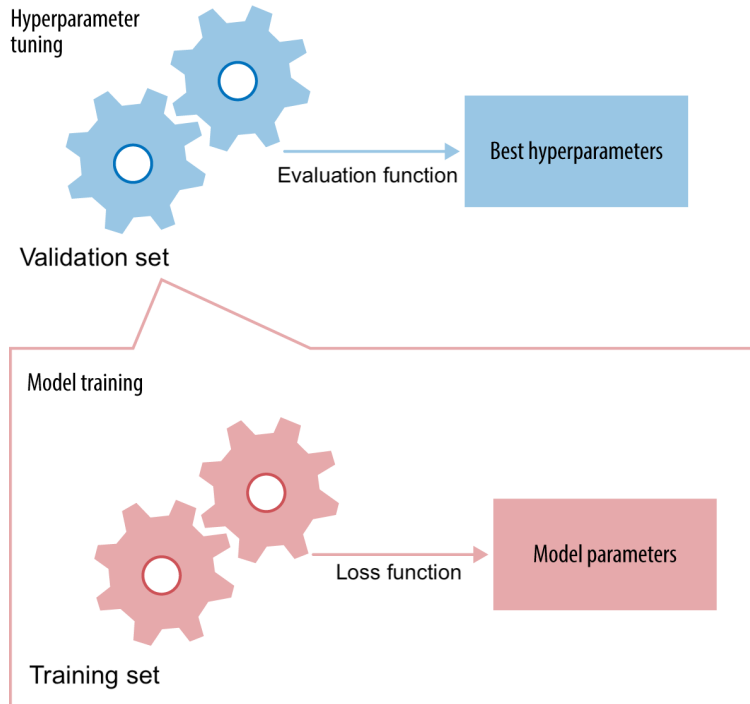 Hyperparameter
tuning
Evaluation function
Best hyperparameters
Validation set
Model training
Loss function
Model parameters
Training set